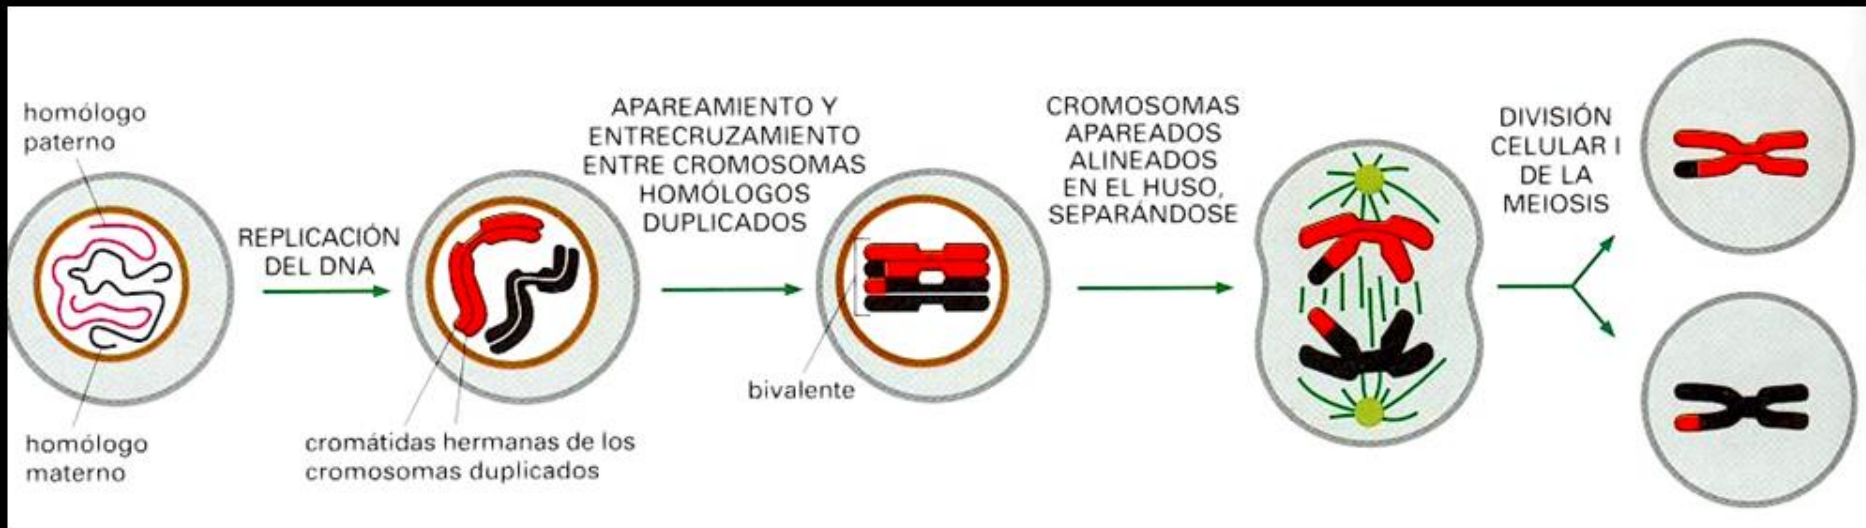 homólogo
paterno
homólogo
materno
REPLICACIÓN
DEL DNA
cromátidas hermanas de los
cromosomas duplicados
APAREAMIENTO Y
ENTRECRUZAMIENTO
ENTRE CROMOSOMAS
HOMÓLOGOS
DUPLICADOS
bivalente
CROMOSOMAS
APAREADOS
ALINEADOS
EN EL HUSO,
SEPARÁNDOSE
DIVISIÓN
CELULAR I
DE LA
MEIOSIS